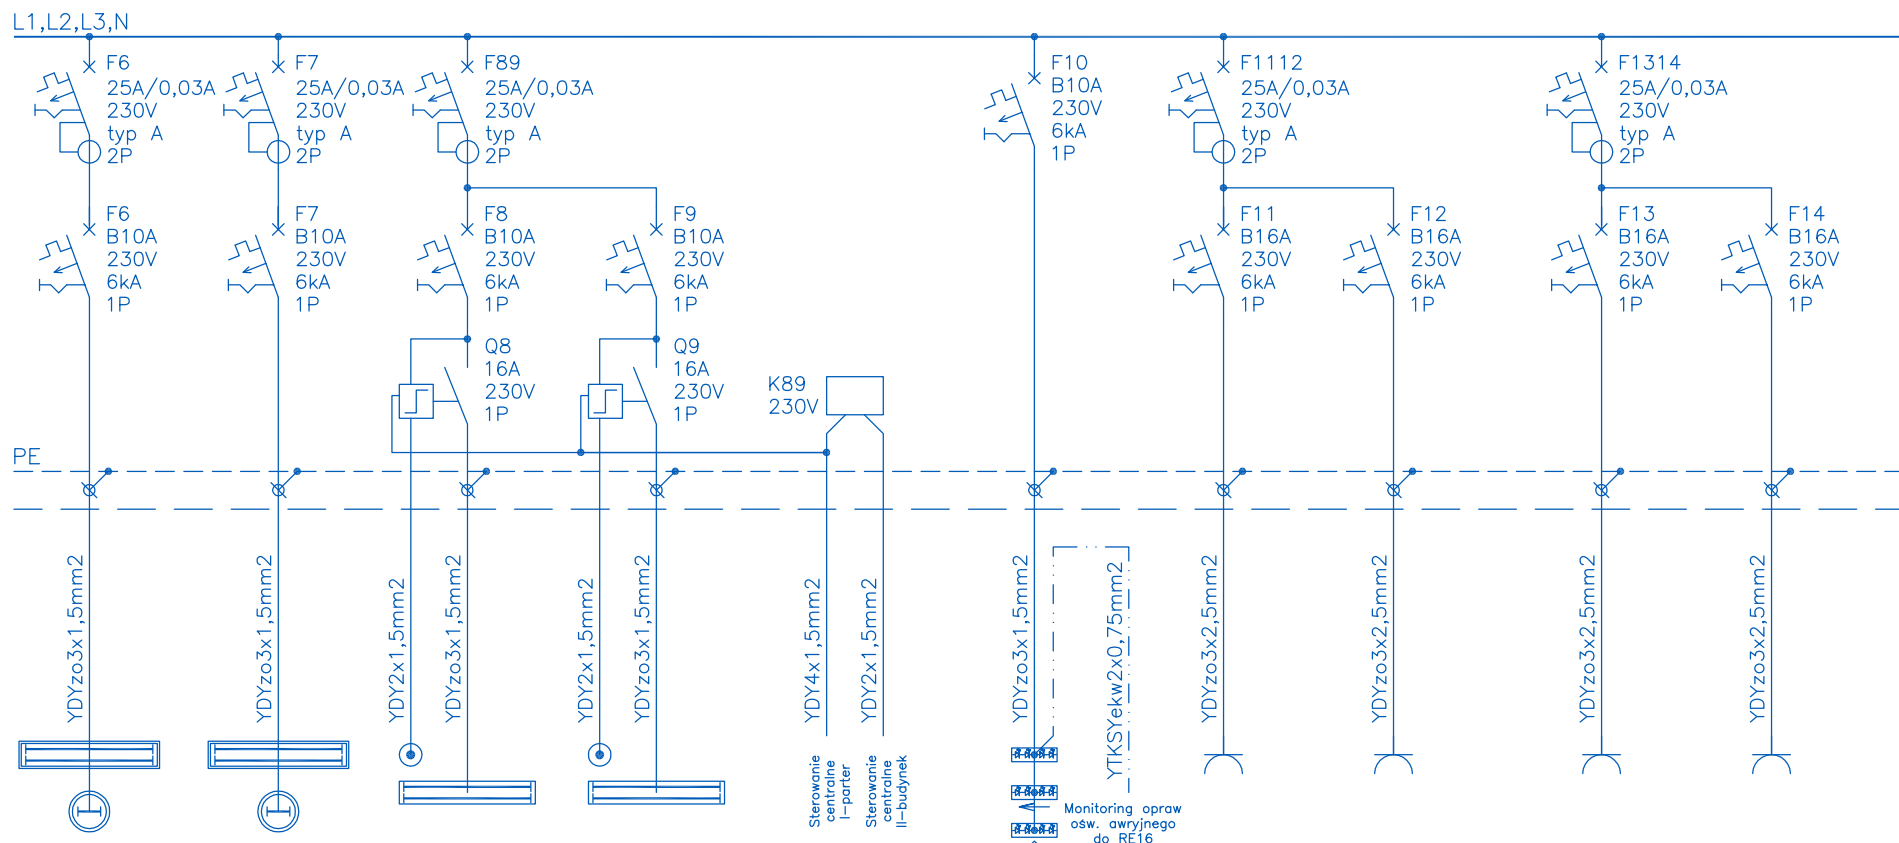 L1,L2,L3,N
F6
25A/0,03A
230V
typ A
2P
F7
25A/0,03A
230V
typ A
2P
F89
25A/0,03A
230V
typ A
2P
F10
B10A
230V
6kA
1P
F1112
25A/0,03A
230V
typ A
2P
F1314
25A/0,03A
230V
typ A
2P
F6
B10A
230V
6kA
1P
F7
B10A
230V
6kA
1P
F8
B10A
230V
6kA
1P
F9
B10A
230V
6kA
1P
F11
B16A
230V
6kA
1P
F12
B16A
230V
6kA
1P
F13
B16A
230V
6kA
1P
F14
B16A
230V
6kA
1P
Q8
16A
230V
1P
Q9
16A
230V
1P
K89
230V
PE
YDYzo3x1,5mm2
YDYzo3x1,5mm2
YDY2x1,5mm2
YDYzo3x1,5mm2
YDY2x1,5mm2
YDYzo3x1,5mm2
YDY4x1,5mm2
YDY2x1,5mm2
YDYzo3x1,5mm2
YTKSYekw2x0,75mm2
YDYzo3x2,5mm2
YDYzo3x2,5mm2
YDYzo3x2,5mm2
YDYzo3x2,5mm2
Sterowanie
centralne
I-parter
Sterowanie
centralne
II-budynek
Monitoring opraw
ośw. awryjnego
do RE16